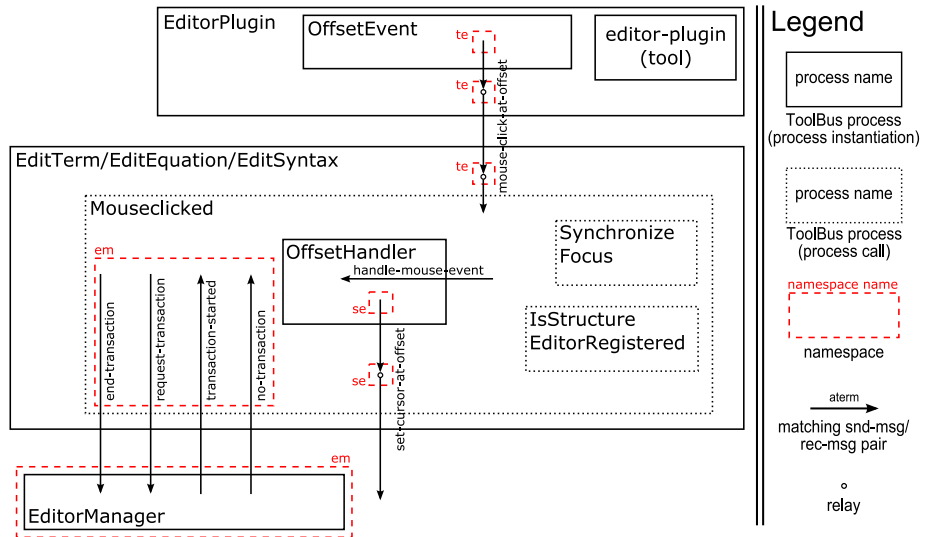 EditorPlugin
OffsetEvent
te
editor-plugin
(tool)
te
mouse-click-at-offset
EditTerm/EditEquation/EditSyntax
te
Mouseclicked
em
end-transaction
request-transaction
transaction-started
no-transaction
OffsetHandler
handle-mouse-event
se
se
set-cursor-at-offset
Synchronize
Focus
IsStructure
EditorRegistered
em
EditorManager
Legend
process name
ToolBus process
(process instantiation)
process name
ToolBus process
(process call)
namespace name
namespace
aterm
matching snd-msg/
rec-msg pair
relay